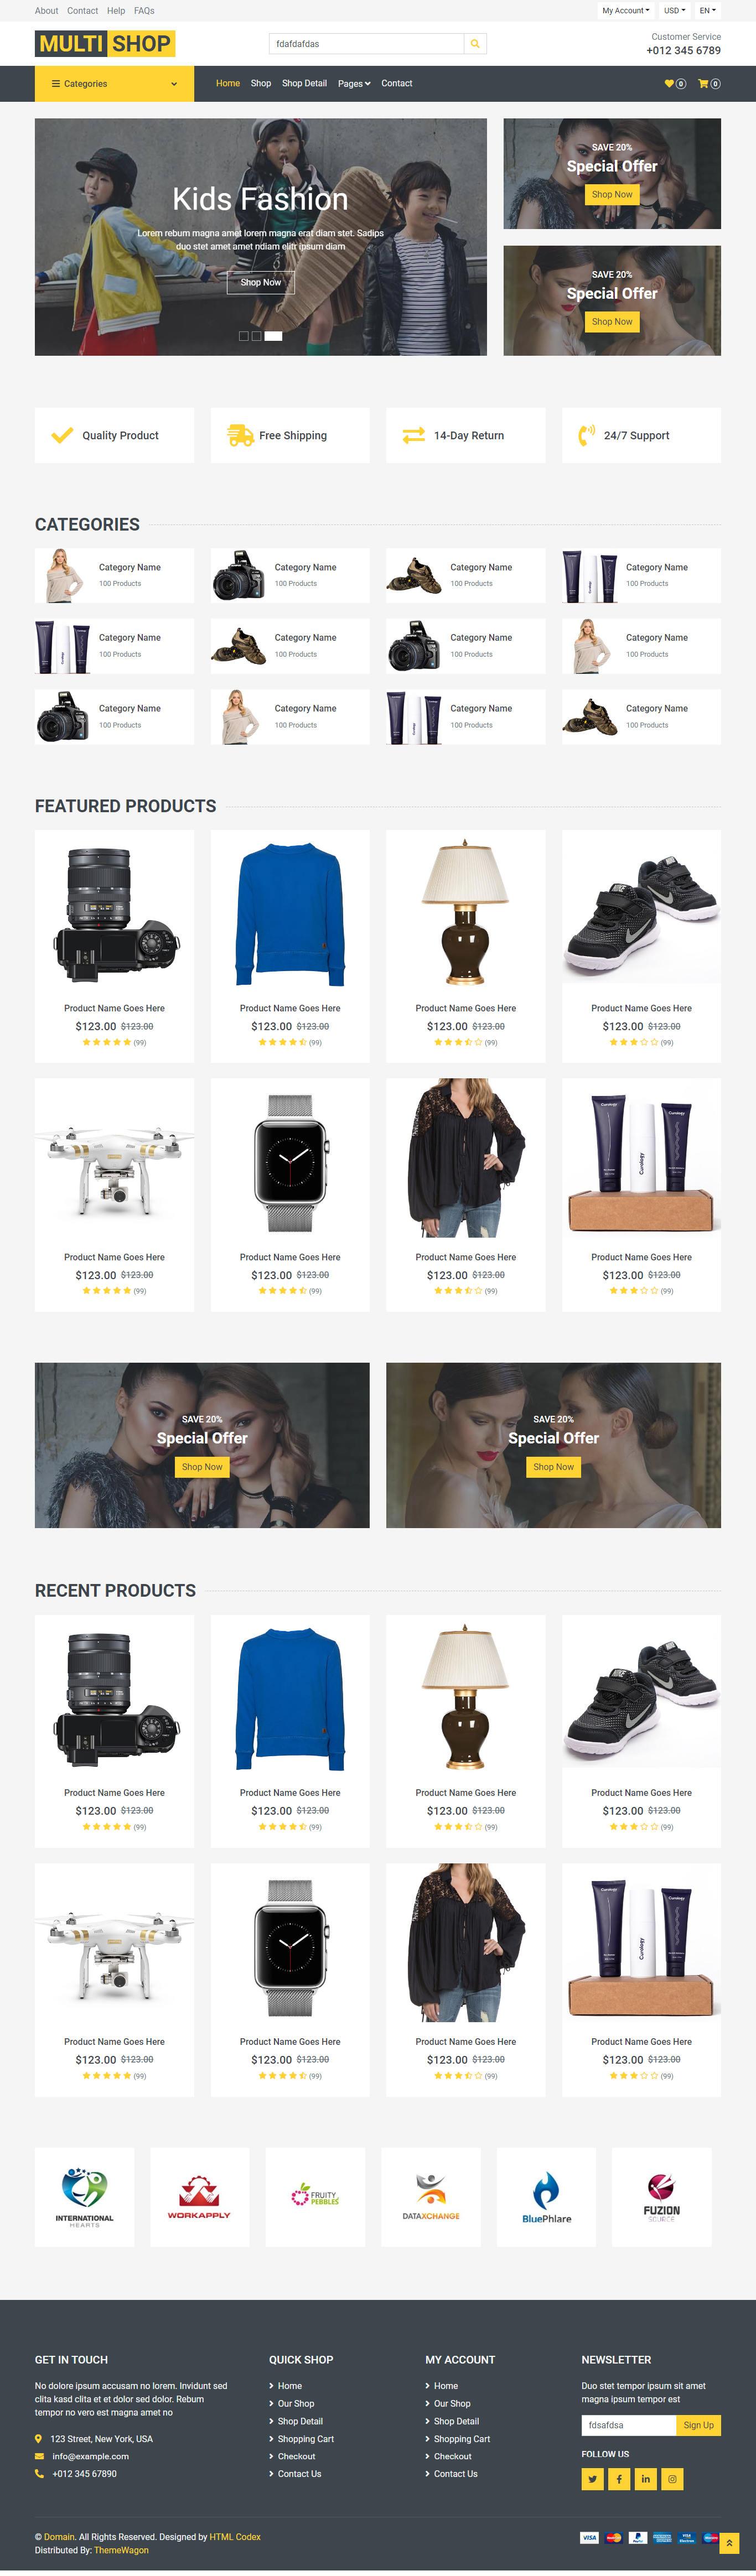 About Contact Help FAQs My Account USD EN
MULTI SHOP
fdafdafdas
Customer Service
+012 345 6789
Categories Home Shop Shop Detail Pages Contact 0 0
Kids Fashion
Lorem rebum magna amet lorem magna erat diam stet. Sadips
duo stet amet amet ndiam elitr ipsum diam
Shop Now
SAVE 20%
Special Offer
Shop Now
SAVE 20%
Special Offer
Shop Now
Quality Product Free Shipping 14-Day Return 24/7 Support
CATEGORIES
Category Name Category Name Category Name Category Name
100 Products 100 Products 100 Products 100 Products
Category Name Category Name Category Name Category Name
100 Products 100 Products 100 Products 100 Products
Category Name Category Name Category Name Category Name
100 Products 100 Products 100 Products 100 Products
FEATURED PRODUCTS
Product Name Goes Here Product Name Goes Here Product Name Goes Here Product Name Goes Here
$123.00 $123.00 $123.00 $123.00 $123.00 $123.00 $123.00 $123.00
(99) (99) (99) (99)
Curology Curology Curology
Product Name Goes Here Product Name Goes Here Product Name Goes Here Product Name Goes Here
$123.00 $123.00 $123.00 $123.00 $123.00 $123.00 $123.00 $123.00
(99) (99) (99) (99)
SAVE 20% SAVE 20%
Special Offer Special Offer
Shop Now Shop Now
RECENT PRODUCTS
Product Name Goes Here Product Name Goes Here Product Name Goes Here Product Name Goes Here
$123.00 $123.00 $123.00 $123.00 $123.00 $123.00 $123.00 $123.00
(99) (99) (99) (99)
Curology Curology Curology
Product Name Goes Here Product Name Goes Here Product Name Goes Here Product Name Goes Here
$123.00 $123.00 $123.00 $123.00 $123.00 $123.00 $123.00 $123.00
(99) (99) (99) (99)
INTERNATIONAL
HEARTS
WORKAPPLY
FRUITY
PEBBLES
DATAXCHANGE
BluePhlare
FUZION
SOURCE
GET IN TOUCH
No dolore ipsum accusam no lorem. Invidunt sed
clita kasd clita et et dolor sed dolor. Rebum
tempor no vero est magna amet no
123 Street, New York, USA
info@example.com
+012 345 67890
QUICK SHOP
Home
Our Shop
Shop Detail
Shopping Cart
Checkout
Contact Us
MY ACCOUNT
Home
Our Shop
Shop Detail
Shopping Cart
Checkout
Contact Us
NEWSLETTER
Duo stet tempor ipsum sit amet
magna ipsum tempor est
fdsafdsa Sign Up
FOLLOW US
© Domain. All Rights Reserved. Designed by HTML Codex
Distributed By: ThemeWagon
VISA PayPal VISA